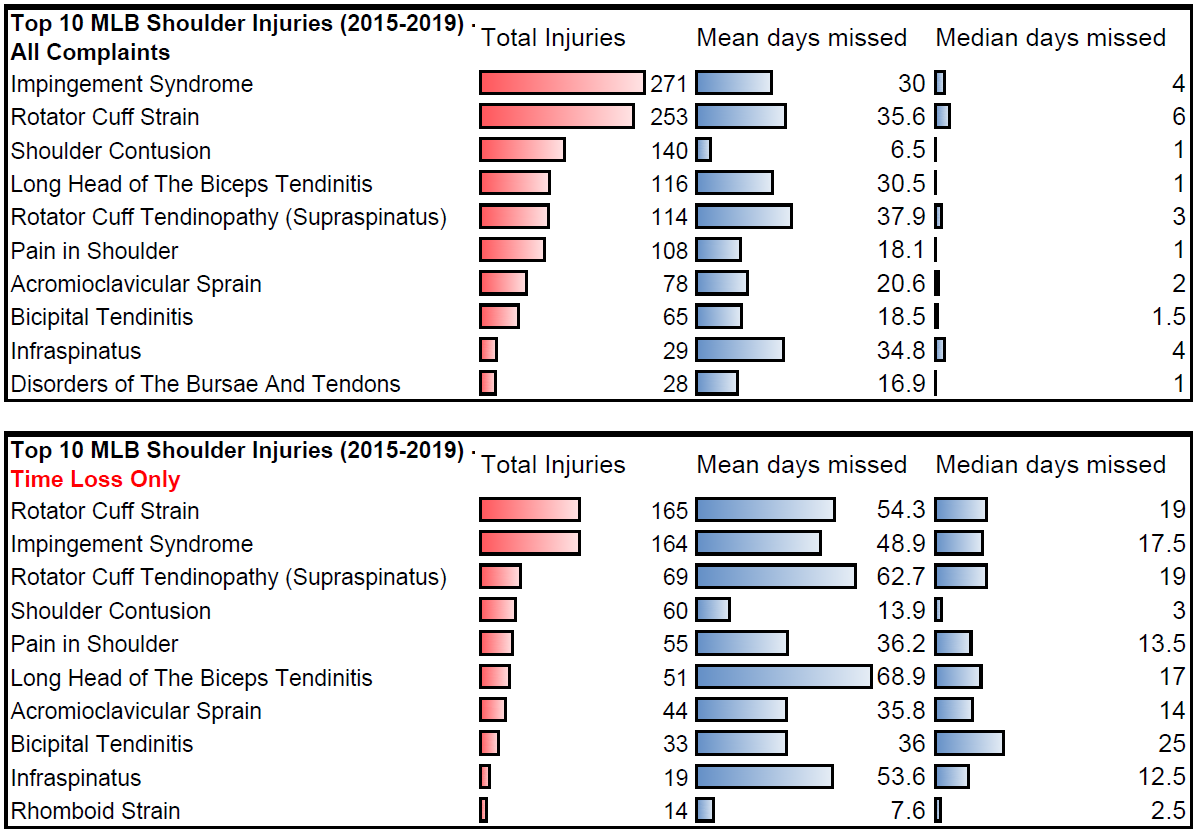 Top 10 MLB Shoulder Injuries (2015-2019) -
All Complaints
Total Injuries Mean days missed Median days missed
Impingement Syndrome 271 30 4
Rotator Cuff Strain 253 35.6 6
Shoulder Contusion 140 6.5 1
Long Head of The Biceps Tendinitis 116 30.5 1
Rotator Cuff Tendinopathy (Supraspinatus) 114 37.9 3
Pain in Shoulder 108 18.1 1
Acromioclavicular Sprain 78 20.6 2
Bicipital Tendinitis 65 18.5 1.5
Infraspinatus 29 34.8 4
Disorders of The Bursae And Tendons 28 16.9 1
Top 10 MLB Shoulder Injuries (2015-2019) -
Time Loss Only
Total Injuries Mean days missed Median days missed
Rotator Cuff Strain 165 54.3 19
Impingement Syndrome 164 48.9 17.5
Rotator Cuff Tendinopathy (Supraspinatus) 69 62.7 19
Shoulder Contusion 60 13.9 3
Pain in Shoulder 55 36.2 13.5
Long Head of The Biceps Tendinitis 51 68.9 17
Acromioclavicular Sprain 44 35.8 14
Bicipital Tendinitis 33 36 25
Infraspinatus 19 53.6 12.5
Rhomboid Strain 14 7.6 2.5